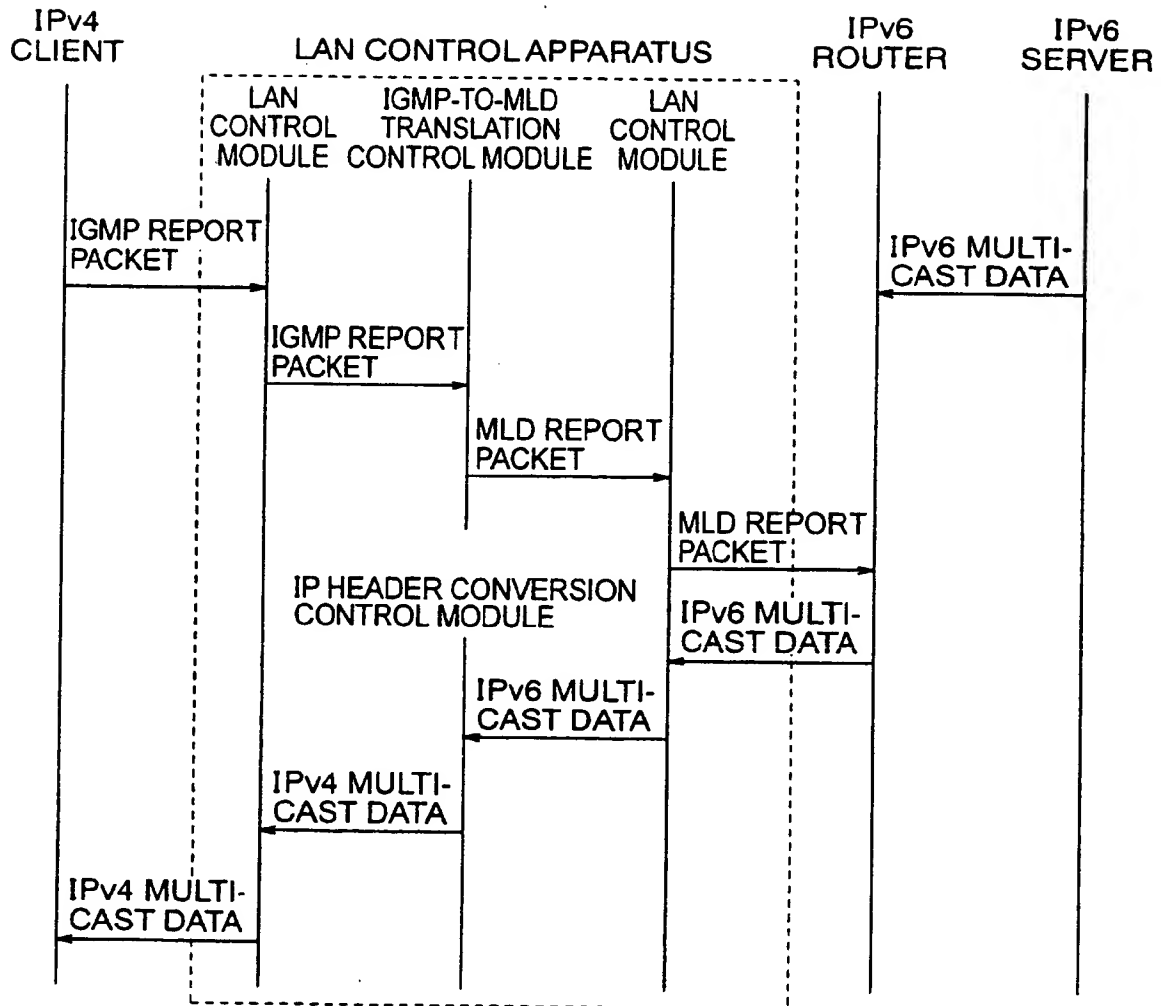 IPv4
CLIENT
LAN CONTROL APPARATUS
IPv6
ROUTER
IPv6
SERVER
LAN
CONTROL
MODULE
IGMP-TO-MLD
TRANSLATION
CONTROL MODULE
LAN
CONTROL
MODULE
IGMP REPORT
PACKET
IPv6 MULTI-
CAST DATA
IGMP REPORT
PACKET
MLD REPORT
PACKET
MLD REPORT
PACKET
IP HEADER CONVERSION
CONTROL MODULE
IPv6 MULTI-
CAST DATA
IPv6 MULTI-
CAST DATA
IPv4 MULTI-
CAST DATA
IPv4 MULTI-
CAST DATA